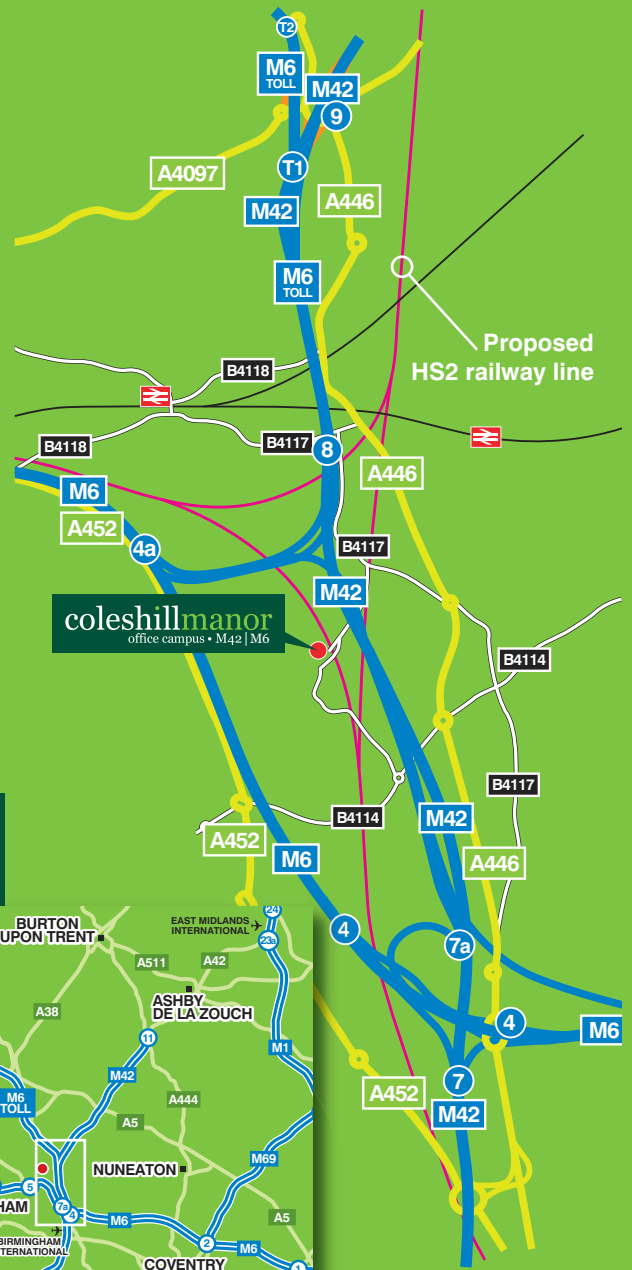 T2
M6
TOLL
M42
9
A4097
T1
A446
M42
M6
TOLL
Proposed
HS2 railway line
B4118
B4118
B4117
8
A446
M6
A452
4a
B4117
M42
coleshillmanor
office campus • M42 | M6
B4114
B4117
B4114
M42
A452
M6
A446
4
7a
4
M6
7
A452
M42
24
EAST MIDLANDS
INTERNATIONAL
23a
BURTON
UPON TRENT
A511
A42
ASHBY
DE LA ZOUCH
A38
11
M1
M42
M6
TOLL
A444
A5
M69
NUNEATON
5
HAM
7a
4
M6
A5
BIRMINGHAM
INTERNATIONAL
2
M6
COVENTRY
1